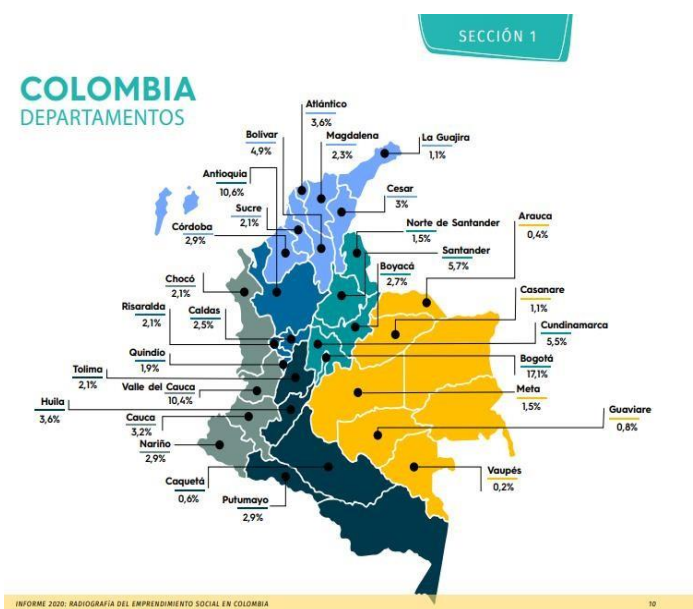 SECCIÓN 1
COLOMBIA
DEPARTAMENTOS
Atlántico
3,6%
Bolívar
4,9%
Magdalena
2,3%
La Guajira
1,1%
Antioquia
10,6%
Cesar
3%
Sucre
2,1%
Córdoba
2,9%
Norte de Santander
1,5%
Arauca
0,4%
Santander
5,7%
Boyacá
2,7%
Chocó
2,1%
Casanare
1,1%
Risaralda
2,1%
Caldas
2,5%
Cundinamarca
5,5%
Quindío
1,9%
Bogotá
17,1%
Tolima
2,1%
Valle del Cauca
10,4%
Meta
1,5%
Huila
3,6%
Cauca
3,2%
Guaviare
0,8%
Nariño
2,9%
Caquetá
0,6%
Vaupés
0,2%
Putumayo
2,9%
INFORME 2020: RADIOGRAFÍA DEL EMPRENDIMIENTO SOCIAL EN COLOMBIA
10